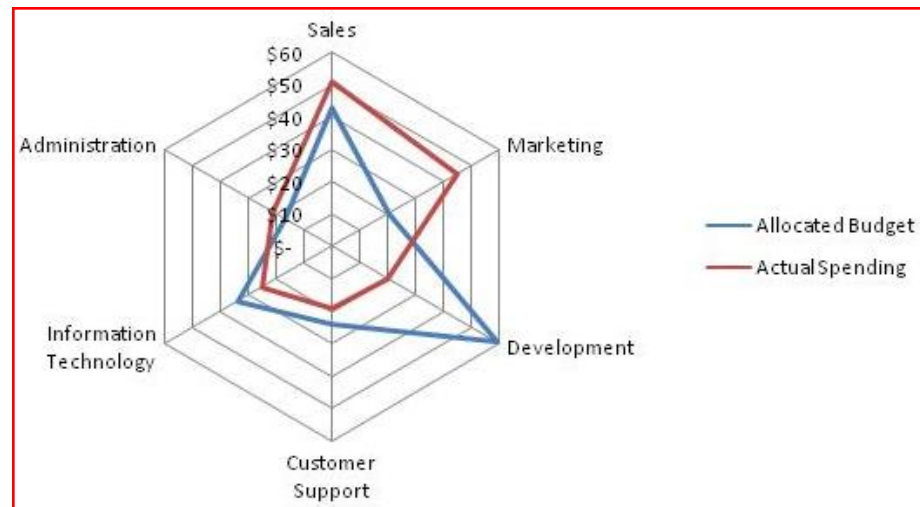 Sales
$60
$50
$40
$30
$20
$10
$-
Administration
Marketing
Allocated Budget
Actual Spending
Information
Technology
Development
Customer
Support